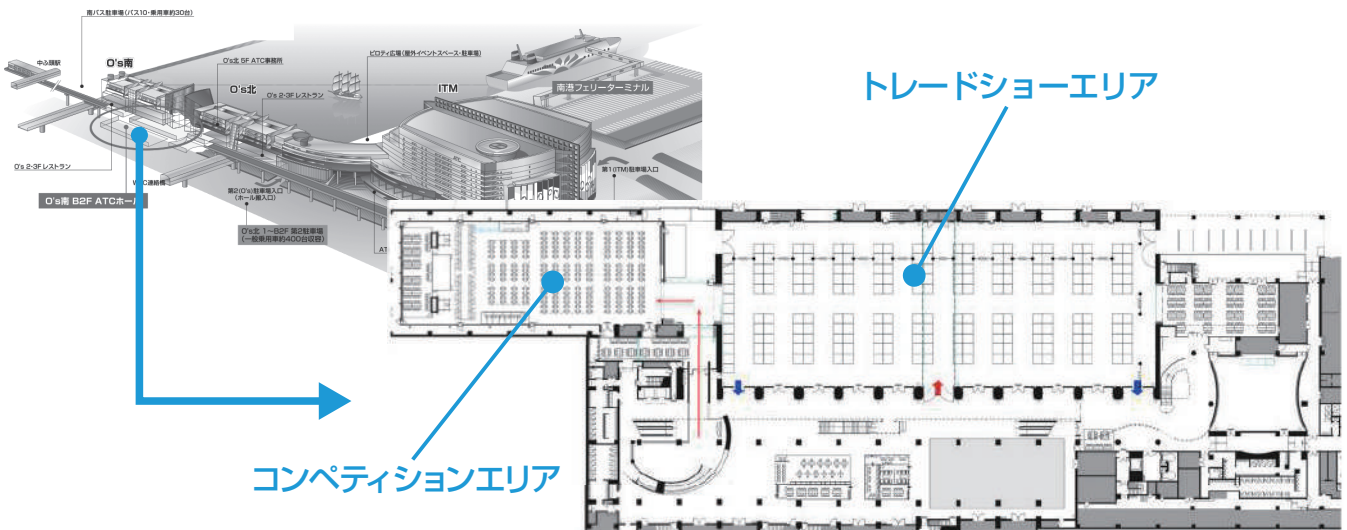 南バス駐車場(バス10・乗用車約30台)
中ふ頭駅
O's南
O's北 5F ATC事務所
ピロティ広場(屋外イベントスペース・駐車場)
O's北
O's 2-3F レストラン
ITM
南港フェリーターミナル
O's 2-3F レストラン
O's南 B2F ATCホール
第2(O's)駐車場入口
(ホール搬入口)
第1(ITM)駐車場入口
O's北 1〜B2F 第2駐車場
(一般乗用車約400台収容)
トレードショーエリア
コンペティションエリア